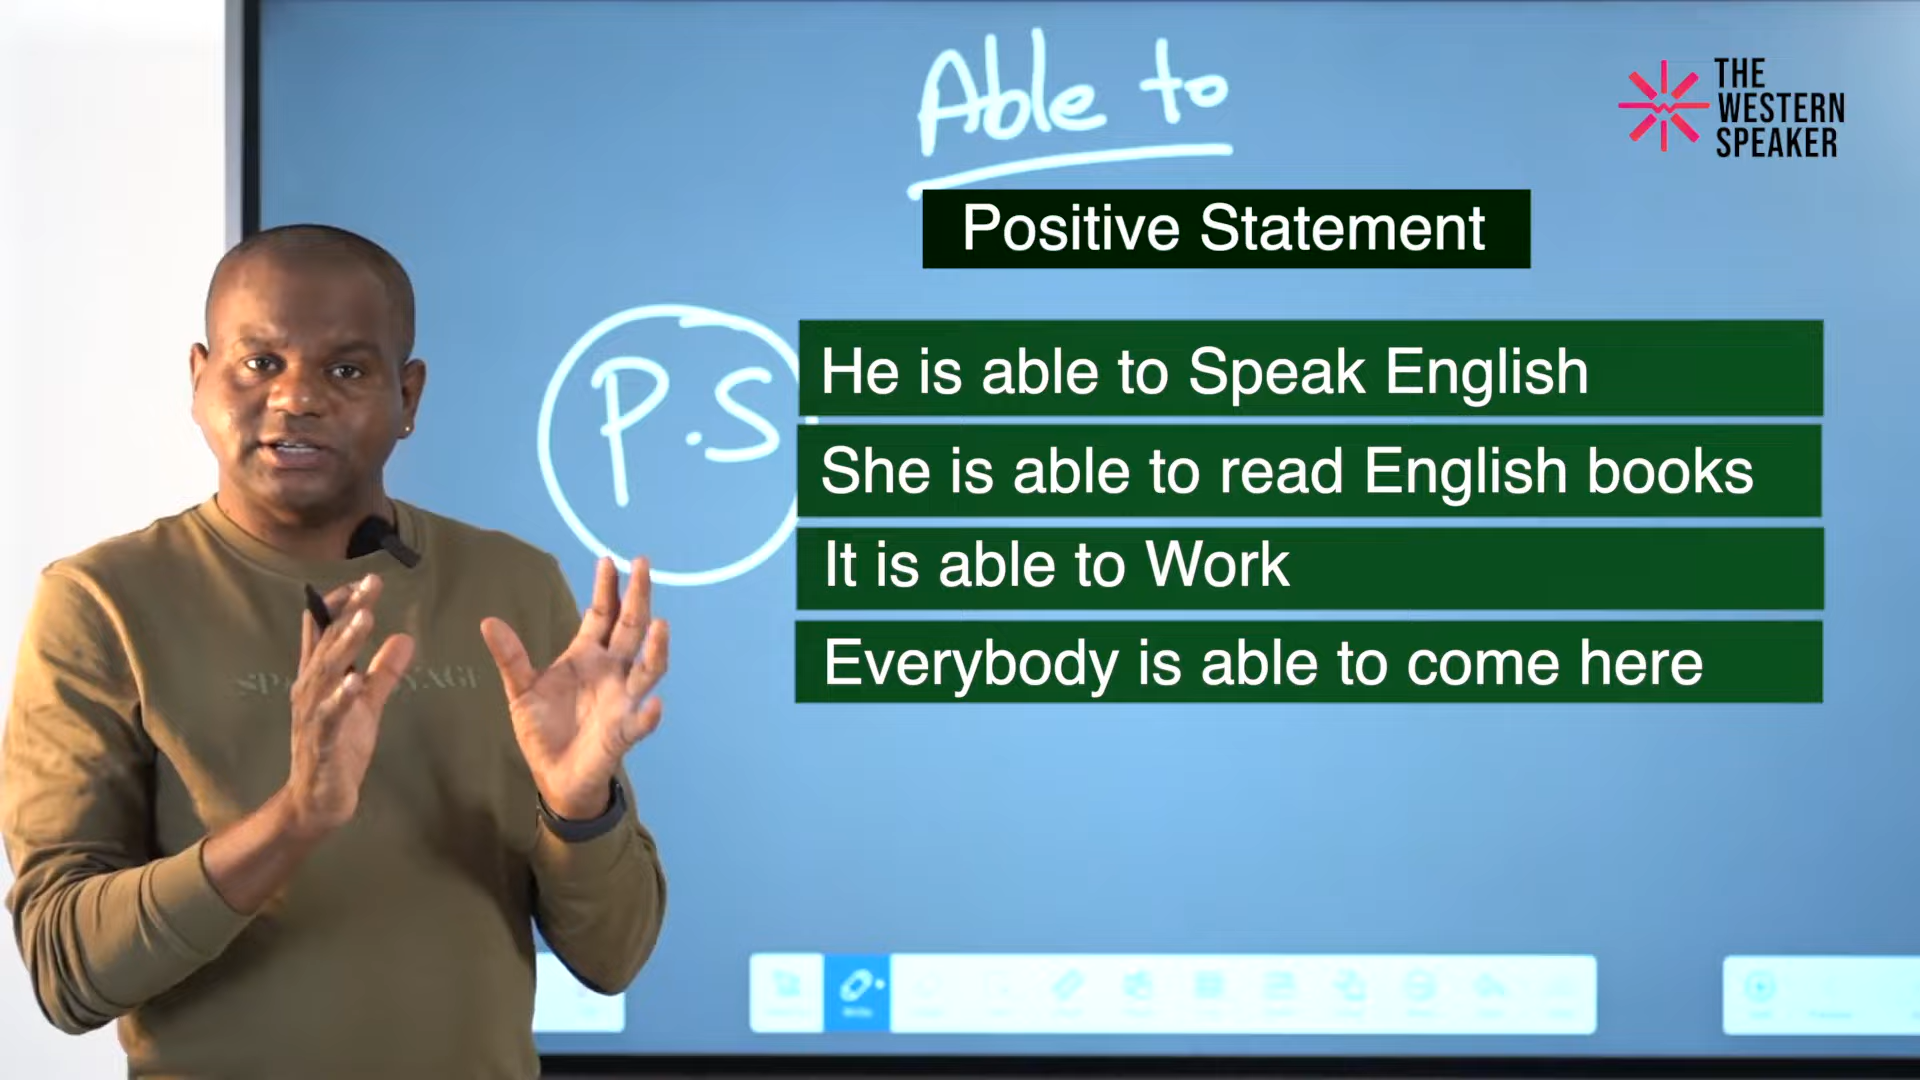 Able to
THE
WESTERN
SPEAKER
Positive Statement
P.S
He is able to Speak English
She is able to read English books
It is able to Work
Everybody is able to come here